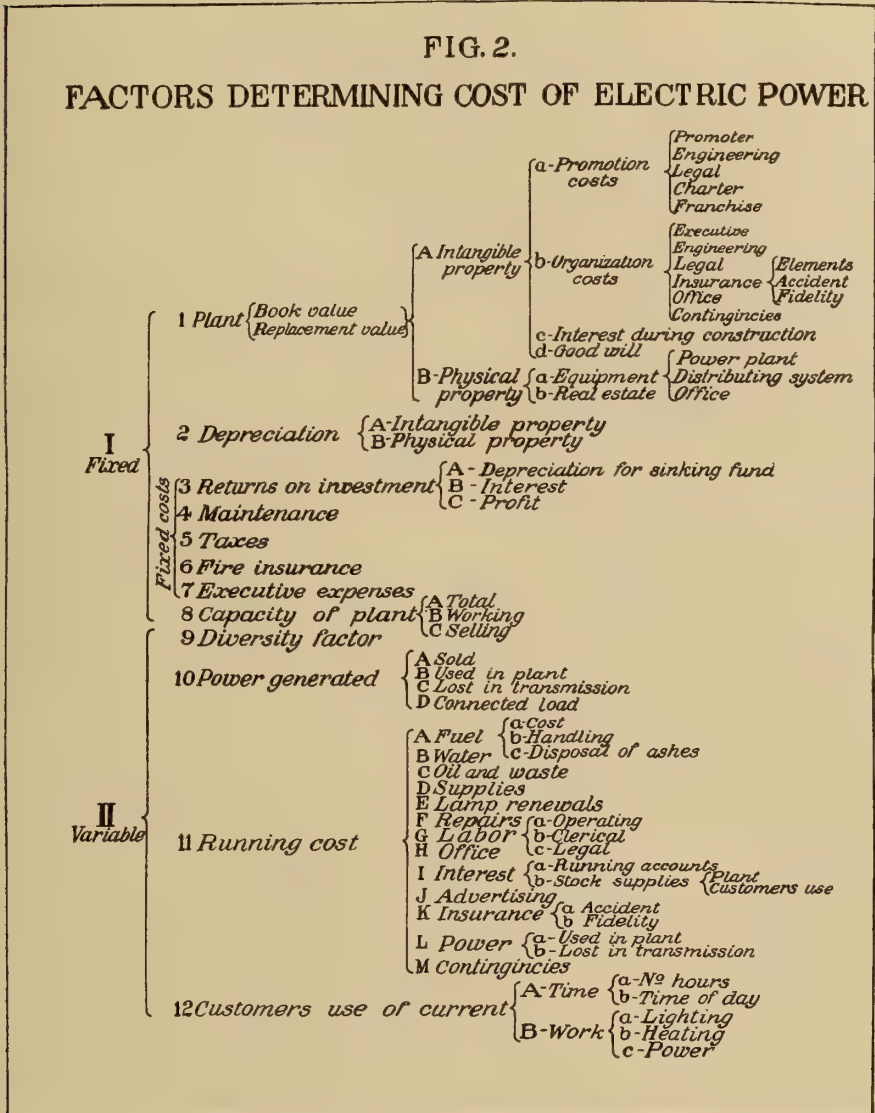 FIG. 2.
FACTORS DETERMINING COST OF ELECTRIC POWER
I
Fixed
1 Plant
Book value
Replacement value
A Intangible
property
a-Promotion
costs
Promoter
Engineering
Legal
Charter
Franchise
b-Organization
costs
Executive
Engineering
Legal
Insurance
Elements
Accident
Fidelity
Office
Contingincies
c-Interest during construction
d-Good will
B-Physical
property
a-Equipment
Power plant
Distributing system
Office
b-Real estate
2 Depreciation
A-Intangible property
B-Physical property
Fixed costs
3 Returns on investment
A - Depreciation for sinking fund
B - Interest
C - Profit
4 Maintenance
5 Taxes
6 Fire insurance
7 Executive expenses
8 Capacity of plant
A Total
B Working
C Selling
II
Variable
9 Diversity factor
10 Power generated
A Sold
B Used in plant
C Lost in transmission
D Connected load
11 Running cost
A Fuel
a-Cost
b-Handling
c-Disposal of ashes
B Water
C Oil and waste
D Supplies
E Lamp renewals
F Repairs
G Labor
a-Operating
b-Clerical
c-Legal
H Office
I Interest
a-Running accounts
b-Stock supplies
Plant
Customers use
J Advertising
K Insurance
a Accident
b Fidelity
L Power
a-Used in plant
b-Lost in transmission
M Contingincies
12 Customers use of current
A-Time
a-Nº hours
b-Time of day
B-Work
a-Lighting
b-Heating
c-Power